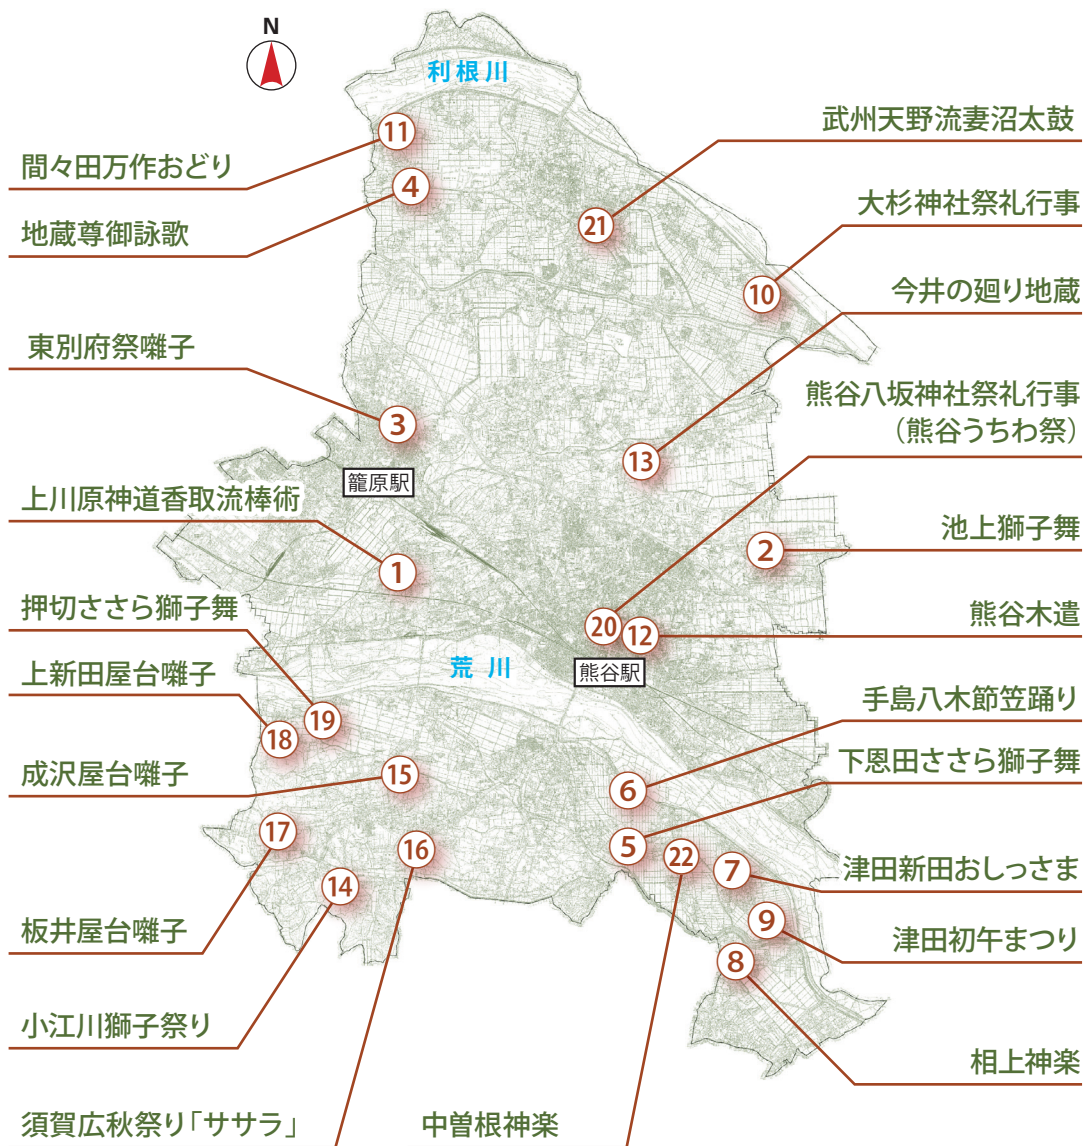 N
利根川
⑪
間々田万作おどり
④
地蔵尊御詠歌
武州天野流妻沼太鼓
㉑
大杉神社祭礼行事
⑩
今井の廻り地蔵
⑬
東別府祭囃子
③
籠原駅
熊谷八坂神社祭礼行事
(熊谷うちわ祭)
⑳
上川原神道香取流棒術
①
池上獅子舞
②
熊谷木遣
⑫
熊谷駅
荒川
押切ささら獅子舞
⑲
上新田屋台囃子
⑱
成沢屋台囃子
⑮
手島八木節笠踊り
⑥
下恩田ささら獅子舞
⑤
⑰
板井屋台囃子
⑯
⑭
小江川獅子祭り
㉒
⑦
津田新田おしっさま
⑨
津田初午まつり
⑧
相上神楽
須賀広秋祭り「ササラ」
中曽根神楽